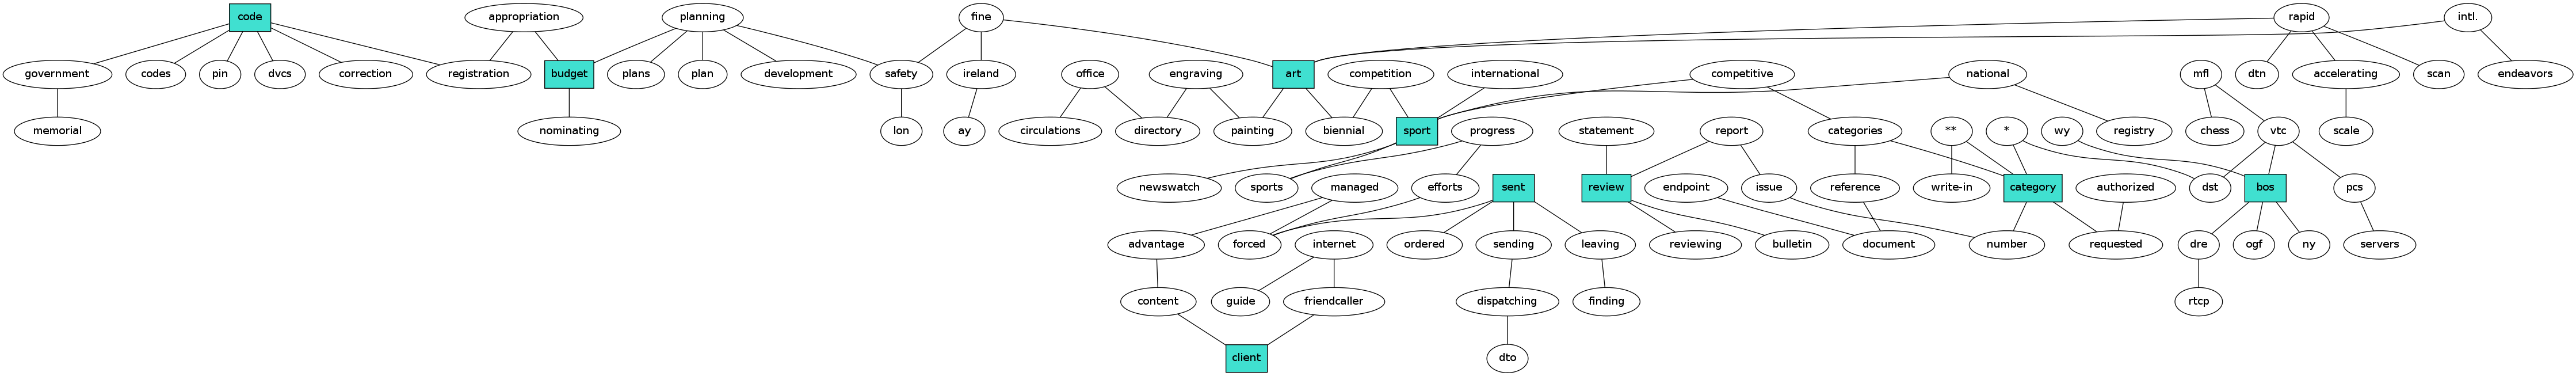 code
appropriation
planning
fine
rapid
intl.
government
codes
pin
dvcs
correction
registration
budget
plans
plan
development
safety
ireland
office
engraving
art
competition
international
competitive
national
mfl
dtn
accelerating
scan
endeavors
memorial
nominating
lon
ay
circulations
directory
painting
biennial
sport
progress
statement
report
categories
**
*
wy
registry
chess
vtc
scale
newswatch
sports
managed
efforts
sent
review
endpoint
issue
reference
write-in
category
authorized
dst
bos
pcs
advantage
forced
internet
ordered
sending
leaving
reviewing
bulletin
document
number
requested
dre
ogf
ny
servers
content
guide
friendcaller
dispatching
finding
rtcp
client
dto